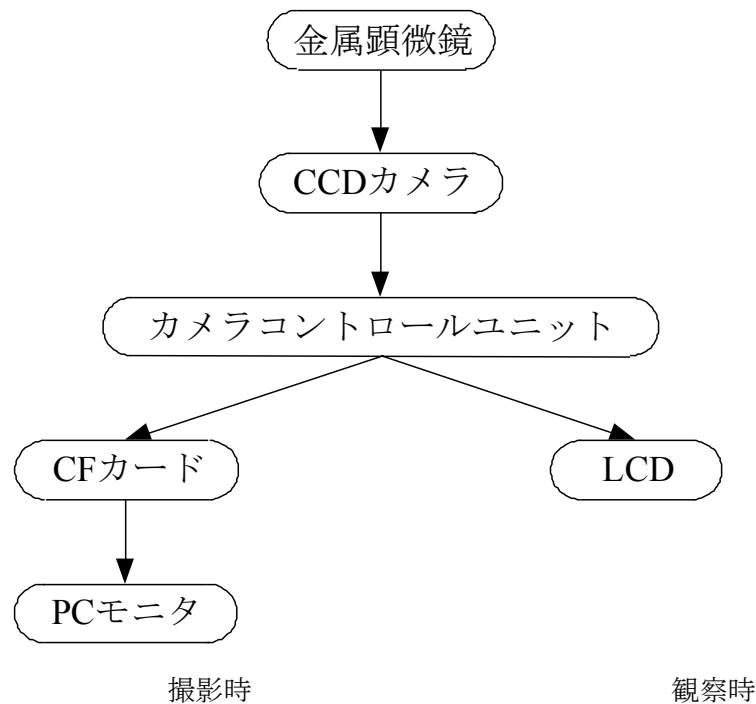 金属顕微鏡
CCDカメラ
カメラコントロールユニット
CFカード
LCD
PCモニタ
撮影時
観察時